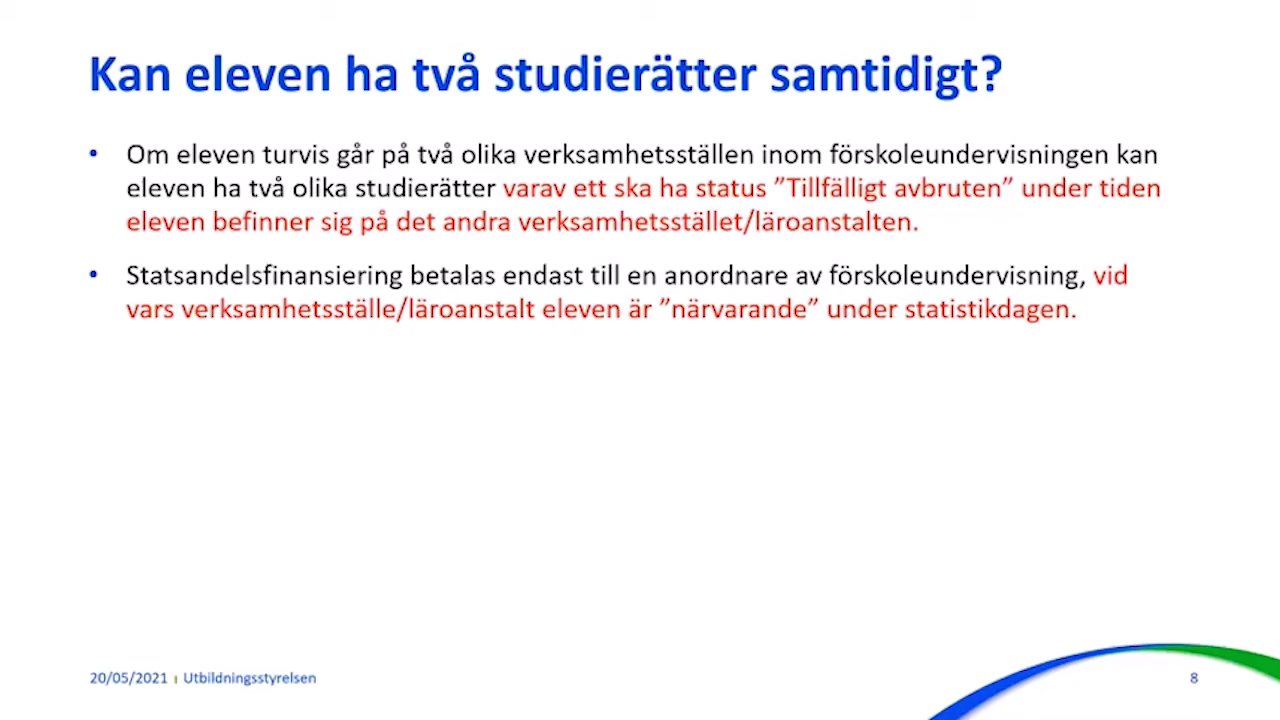 Kan eleven ha två studierätter samtidigt?
• Om eleven turvis går på två olika verksamhetsställen inom förskoleundervisningen kan
eleven ha två olika studierätter varav ett ska ha status ”Tillfälligt avbruten” under tiden
eleven befinner sig på det andra verksamhetsstället/läroanstalten.
• Statsandelsfinansiering betalas endast till en anordnare av förskoleundervisning, vid
vars verksamhetsställe/läroanstalt eleven är ”närvarande” under statistikdagen.
20/05/2021 | Utbildningsstyrelsen 8